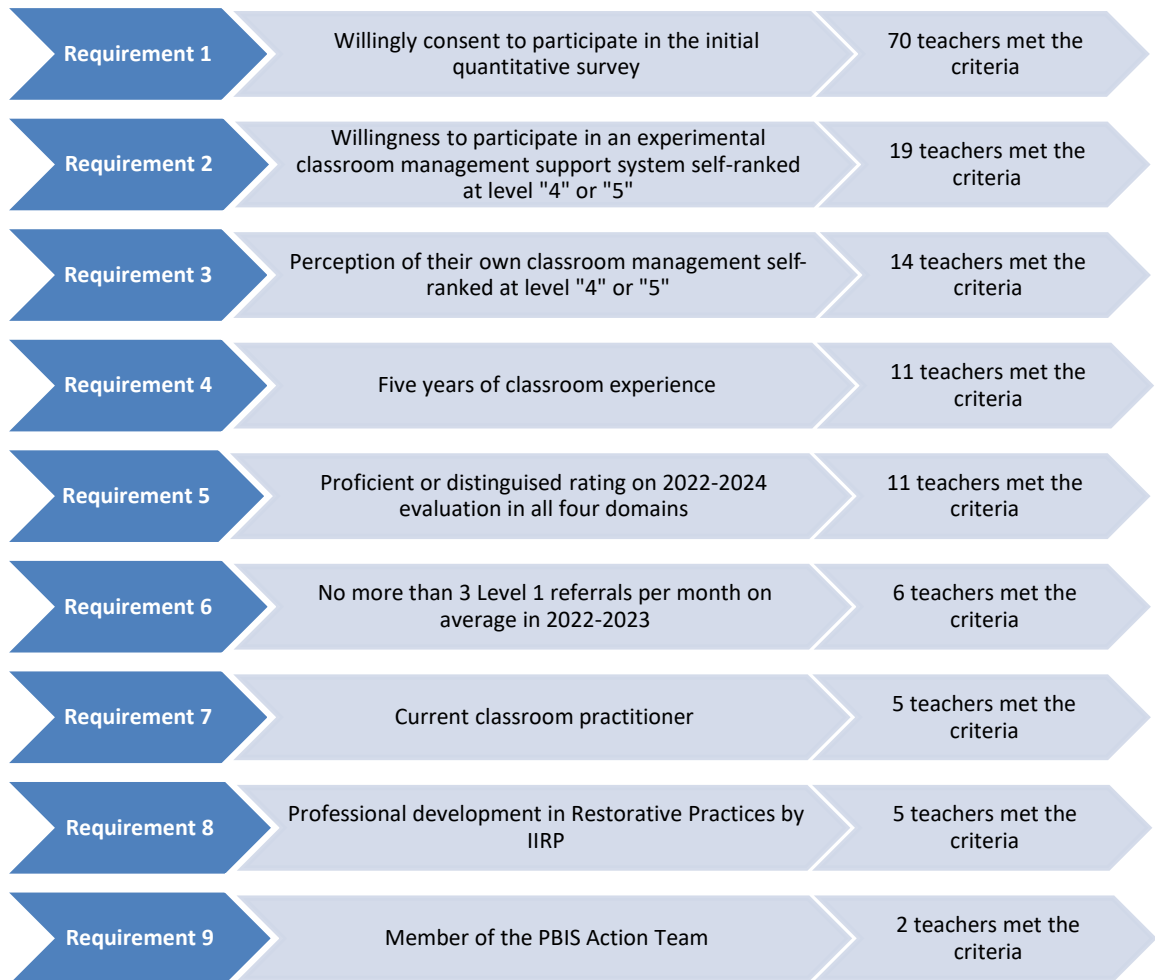 Requirement 1
Willingly consent to participate in the initial
quantitative survey
70 teachers met the
criteria
Requirement 2
Willingness to participate in an experimental
classroom management support system self-ranked
at level "4" or "5"
19 teachers met the
criteria
Requirement 3
Perception of their own classroom management self-
ranked at level "4" or "5"
14 teachers met the
criteria
Requirement 4
Five years of classroom experience
11 teachers met the
criteria
Requirement 5
Proficient or distinguised rating on 2022-2024
evaluation in all four domains
11 teachers met the
criteria
Requirement 6
No more than 3 Level 1 referrals per month on
average in 2022-2023
6 teachers met the
criteria
Requirement 7
Current classroom practitioner
5 teachers met the
criteria
Requirement 8
Professional development in Restorative Practices by
IIRP
5 teachers met the
criteria
Requirement 9
Member of the PBIS Action Team
2 teachers met the
criteria